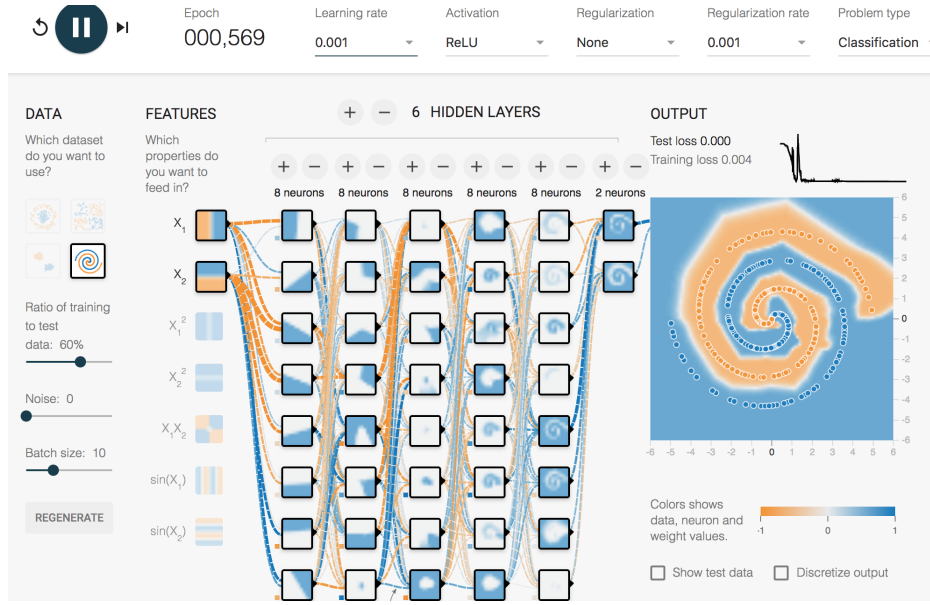 Epoch
000,569
Learning rate
0.001
Activation
ReLU
Regularization
None
Regularization rate
0.001
Problem type
Classification
DATA
Which dataset
do you want to
use?
Ratio of training
to test
data: 60%
Noise: 0
Batch size: 10
REGENERATE
FEATURES
Which
properties do
you want to
feed in?
X₁
X₂
X₁²
X₂²
X₁X₂
sin(X₁)
sin(X₂)
+ − 6 HIDDEN LAYERS
+ − + − + − + − + − + −
8 neurons 8 neurons 8 neurons 8 neurons 8 neurons 2 neurons
OUTPUT
Test loss 0.000
Training loss 0.004
6
5
4
3
2
1
0
-1
-2
-3
-4
-5
-6
-6 -5 -4 -3 -2 -1 0 1 2 3 4 5 6
Colors shows
data, neuron and
weight values.
-1 0 1
Show test data
Discretize output